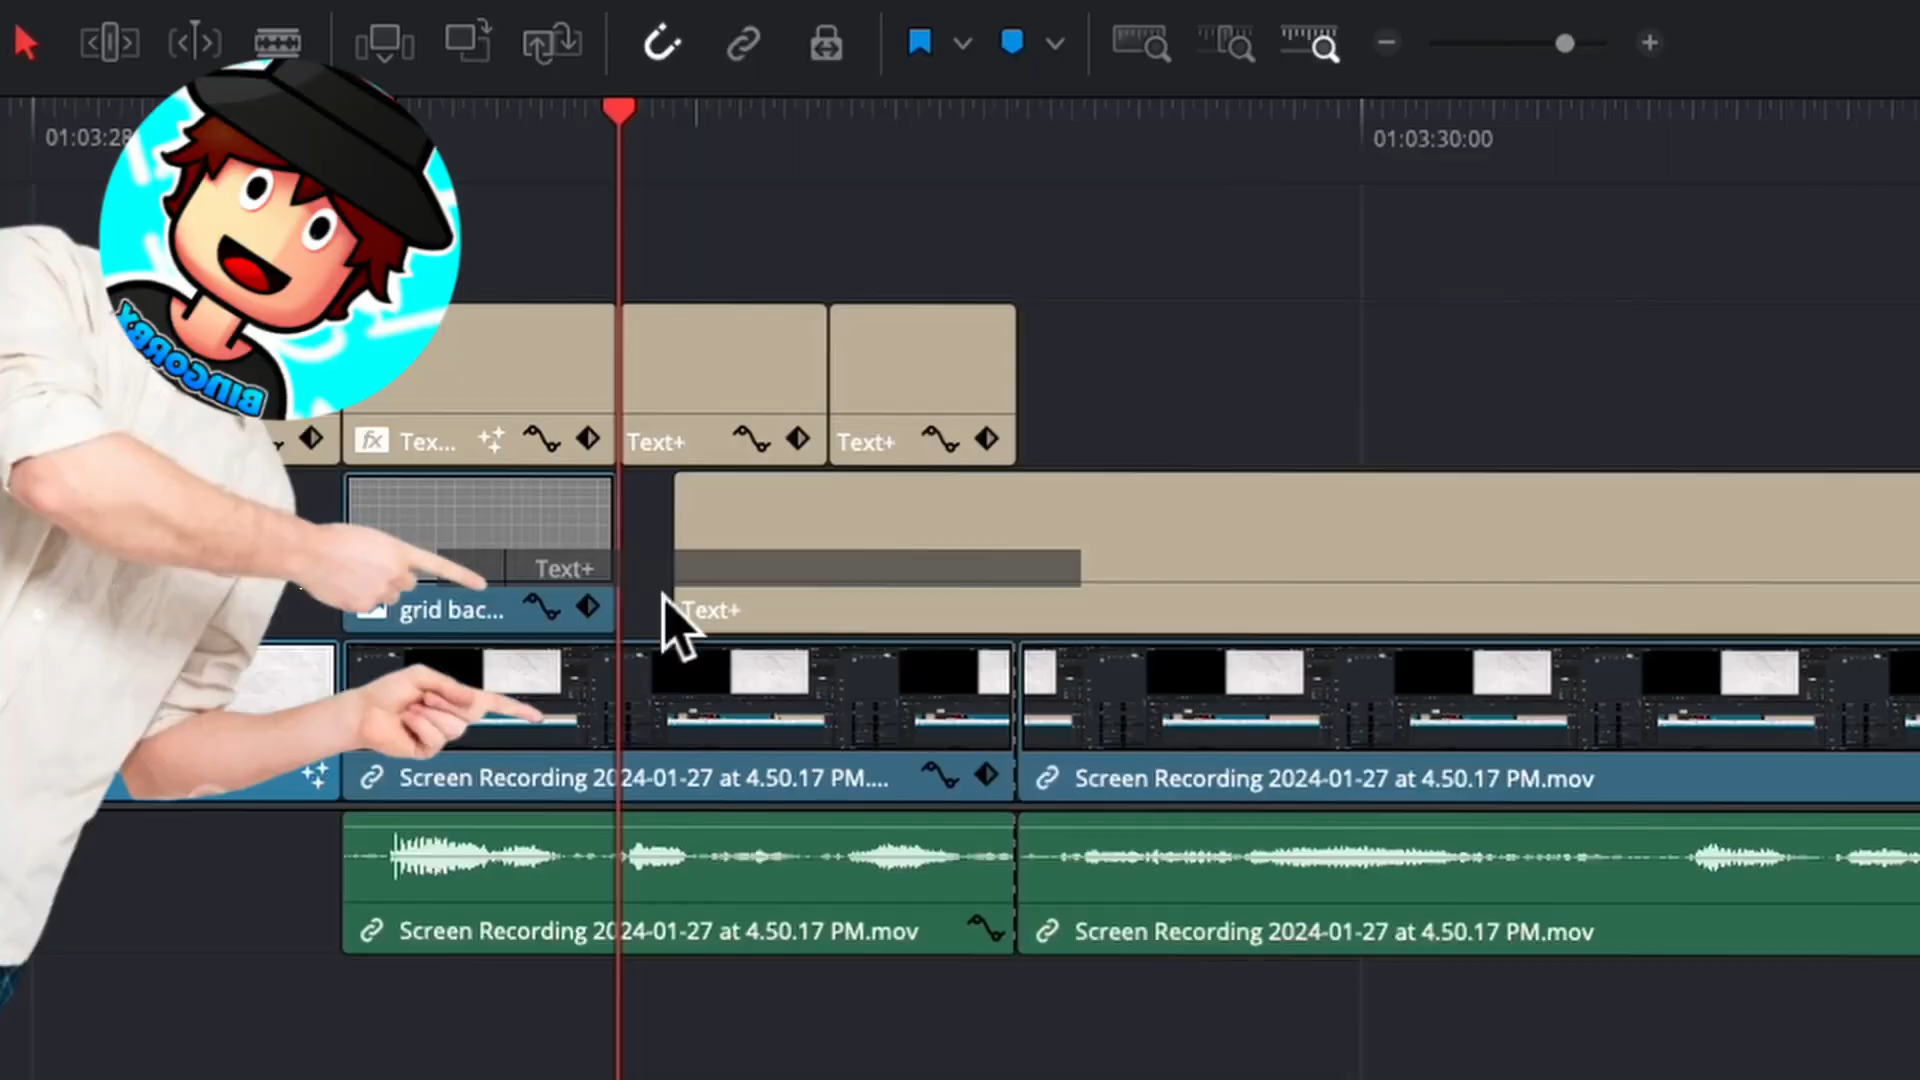 01:03:28
01:03:30:00
BINGORBX
fx Tex... Text+ Text+
Text+
grid bac... Text+
Screen Recording 2024-01-27 at 4.50.17 PM.... Screen Recording 2024-01-27 at 4.50.17 PM.mov
Screen Recording 2024-01-27 at 4.50.17 PM.mov Screen Recording 2024-01-27 at 4.50.17 PM.mov